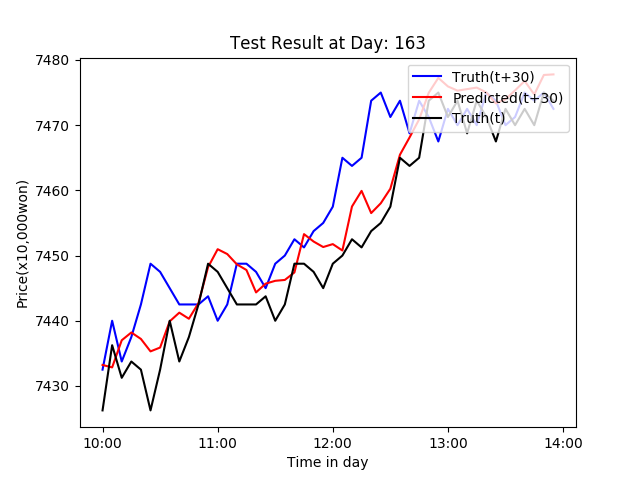 Test Result at Day: 163
7480
7470
7460
7450
7440
7430
Price(x10,000won)
Truth(t+30)
Predicted(t+30)
Truth(t)
10:00 11:00 12:00 13:00 14:00
Time in day